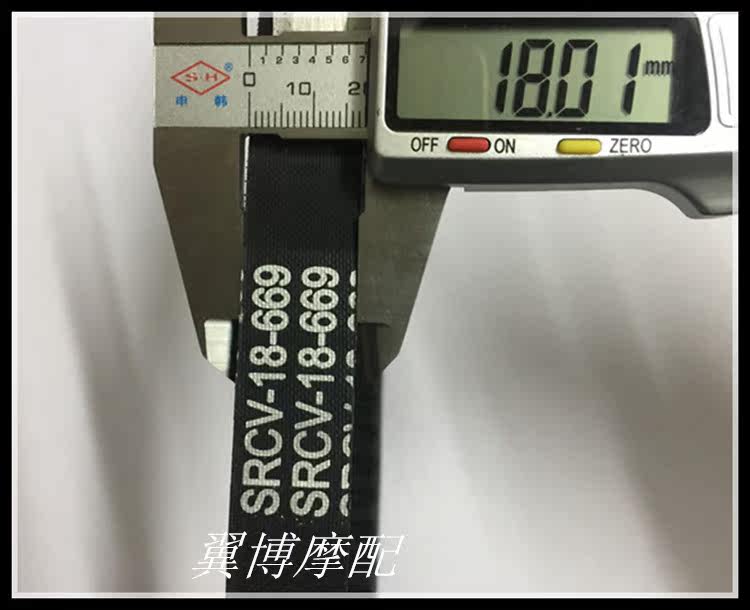 18.01 mm
OFF ON ZERO
SH ®
申韩
1 2 3 4 5 6 7
0 10
SRCV-18-669
SRCV-18-669
翼博摩配